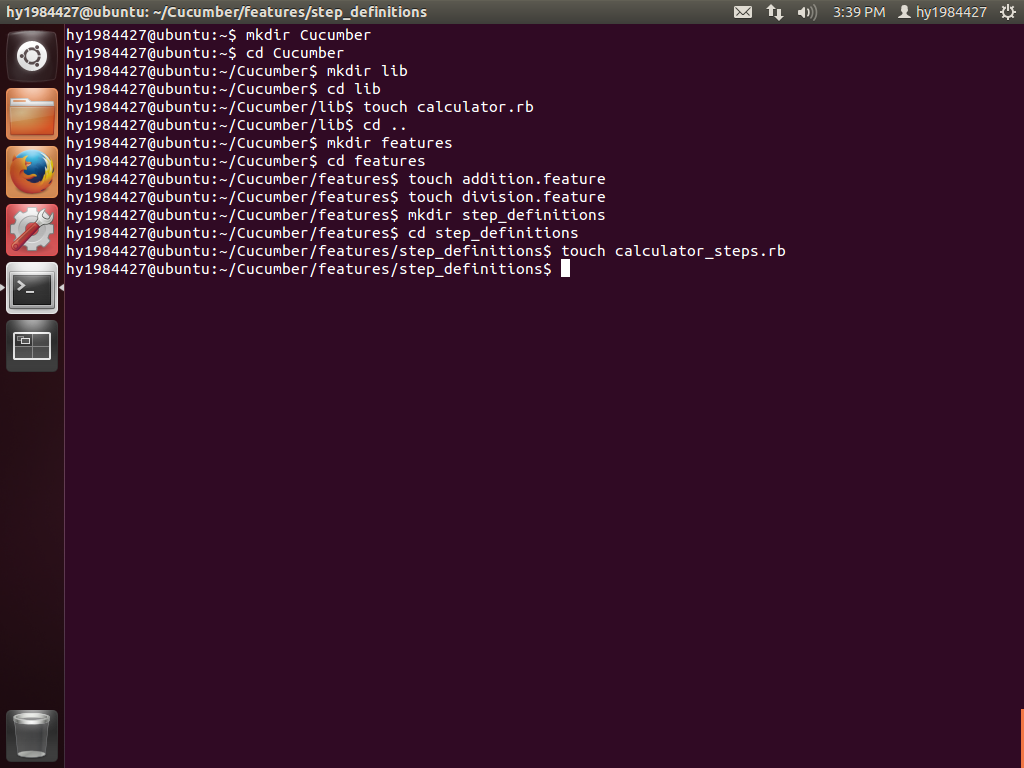 hy1984427@ubuntu: ~/Cucumber/features/step_definitions
3:39 PM hy1984427
hy1984427@ubuntu:~$ mkdir Cucumber
hy1984427@ubuntu:~$ cd Cucumber
hy1984427@ubuntu:~/Cucumber$ mkdir lib
hy1984427@ubuntu:~/Cucumber$ cd lib
hy1984427@ubuntu:~/Cucumber/lib$ touch calculator.rb
hy1984427@ubuntu:~/Cucumber/lib$ cd ..
hy1984427@ubuntu:~/Cucumber$ mkdir features
hy1984427@ubuntu:~/Cucumber$ cd features
hy1984427@ubuntu:~/Cucumber/features$ touch addition.feature
hy1984427@ubuntu:~/Cucumber/features$ touch division.feature
hy1984427@ubuntu:~/Cucumber/features$ mkdir step_definitions
hy1984427@ubuntu:~/Cucumber/features$ cd step_definitions
hy1984427@ubuntu:~/Cucumber/features/step_definitions$ touch calculator_steps.rb
hy1984427@ubuntu:~/Cucumber/features/step_definitions$
>_